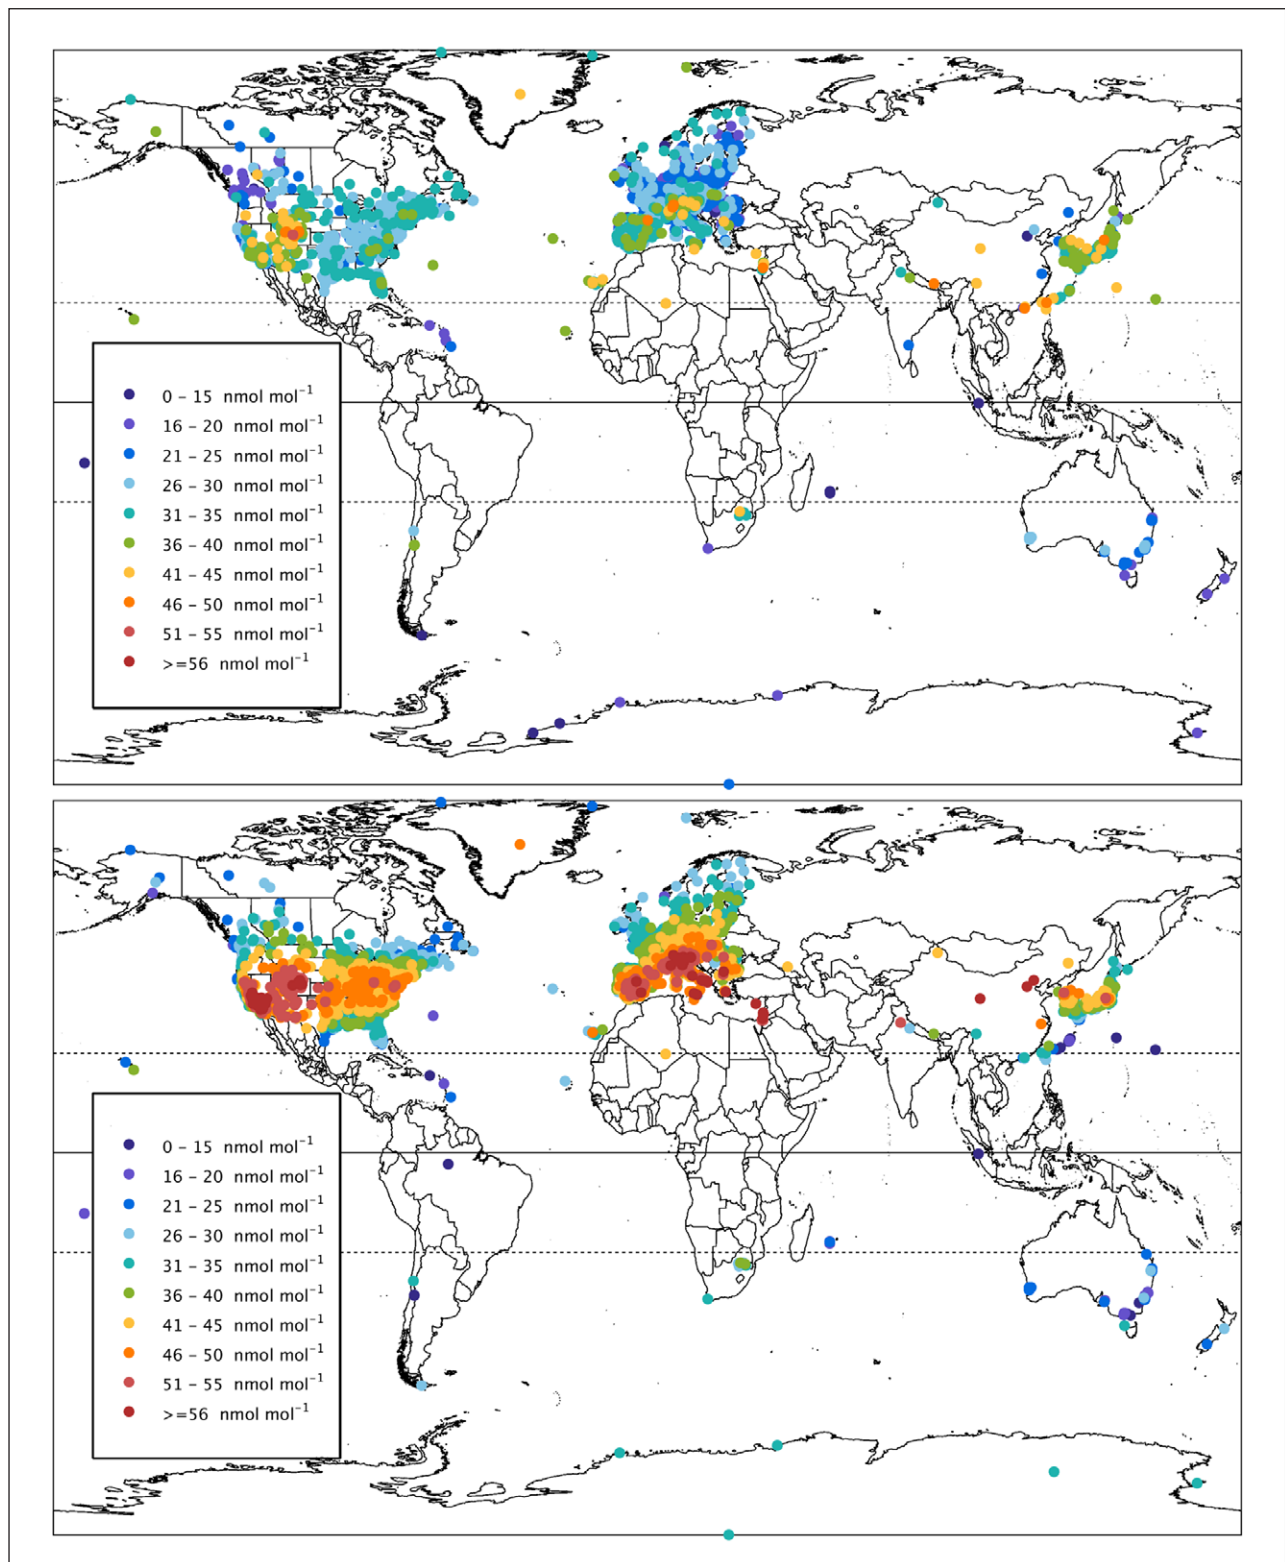 0 – 15 nmol mol⁻¹
16 – 20 nmol mol⁻¹
21 – 25 nmol mol⁻¹
26 – 30 nmol mol⁻¹
31 – 35 nmol mol⁻¹
36 – 40 nmol mol⁻¹
41 – 45 nmol mol⁻¹
46 – 50 nmol mol⁻¹
51 – 55 nmol mol⁻¹
>=56 nmol mol⁻¹
0 – 15 nmol mol⁻¹
16 – 20 nmol mol⁻¹
21 – 25 nmol mol⁻¹
26 – 30 nmol mol⁻¹
31 – 35 nmol mol⁻¹
36 – 40 nmol mol⁻¹
41 – 45 nmol mol⁻¹
46 – 50 nmol mol⁻¹
51 – 55 nmol mol⁻¹
>=56 nmol mol⁻¹